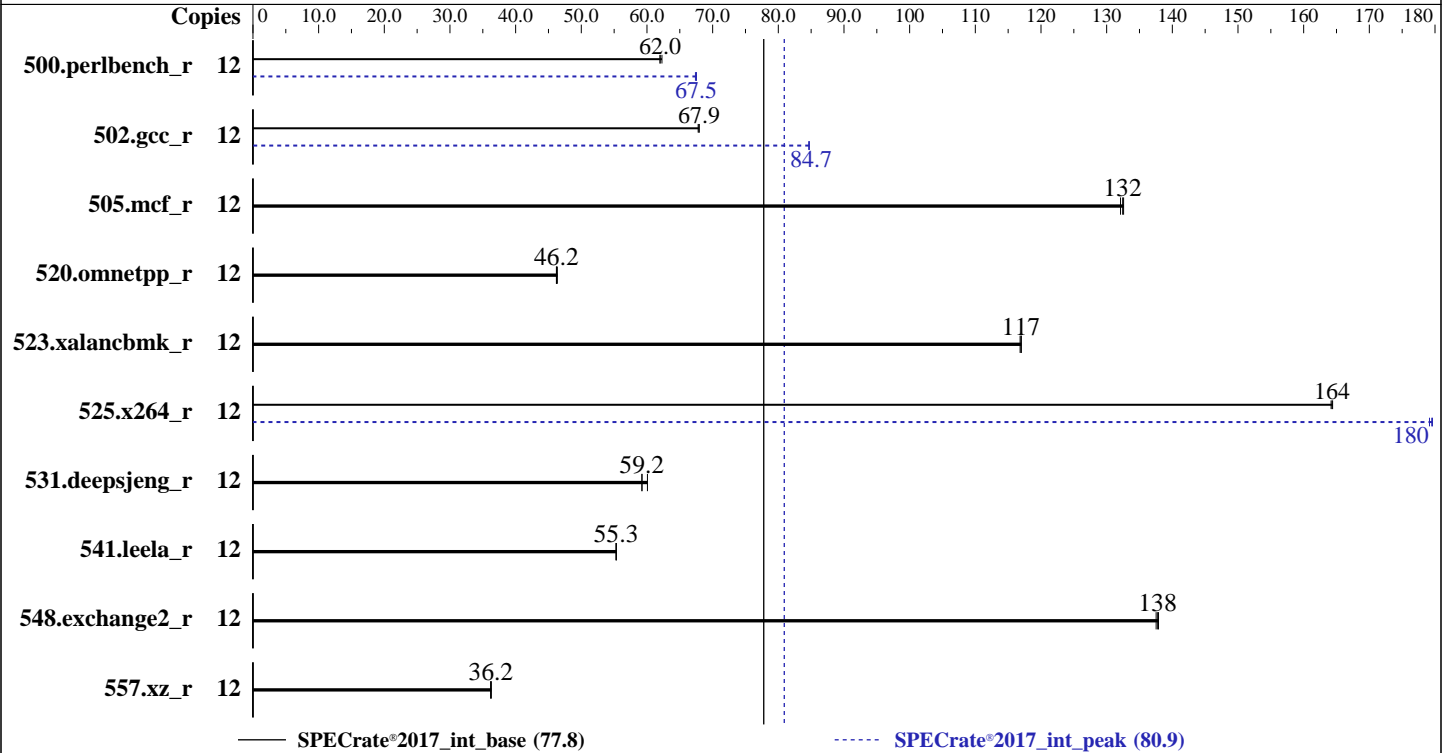 Copies 0 10.0 20.0 30.0 40.0 50.0 60.0 70.0 80.0 90.0 100 110 120 130 140 150 160 170 180
62.0
500.perlbench_r 12
67.5
67.9
502.gcc_r 12
84.7
132
505.mcf_r 12
46.2
520.omnetpp_r 12
117
523.xalancbmk_r 12
164
525.x264_r 12
180
59.2
531.deepsjeng_r 12
55.3
541.leela_r 12
138
548.exchange2_r 12
36.2
557.xz_r 12
SPECrate®2017_int_base (77.8) SPECrate®2017_int_peak (80.9)